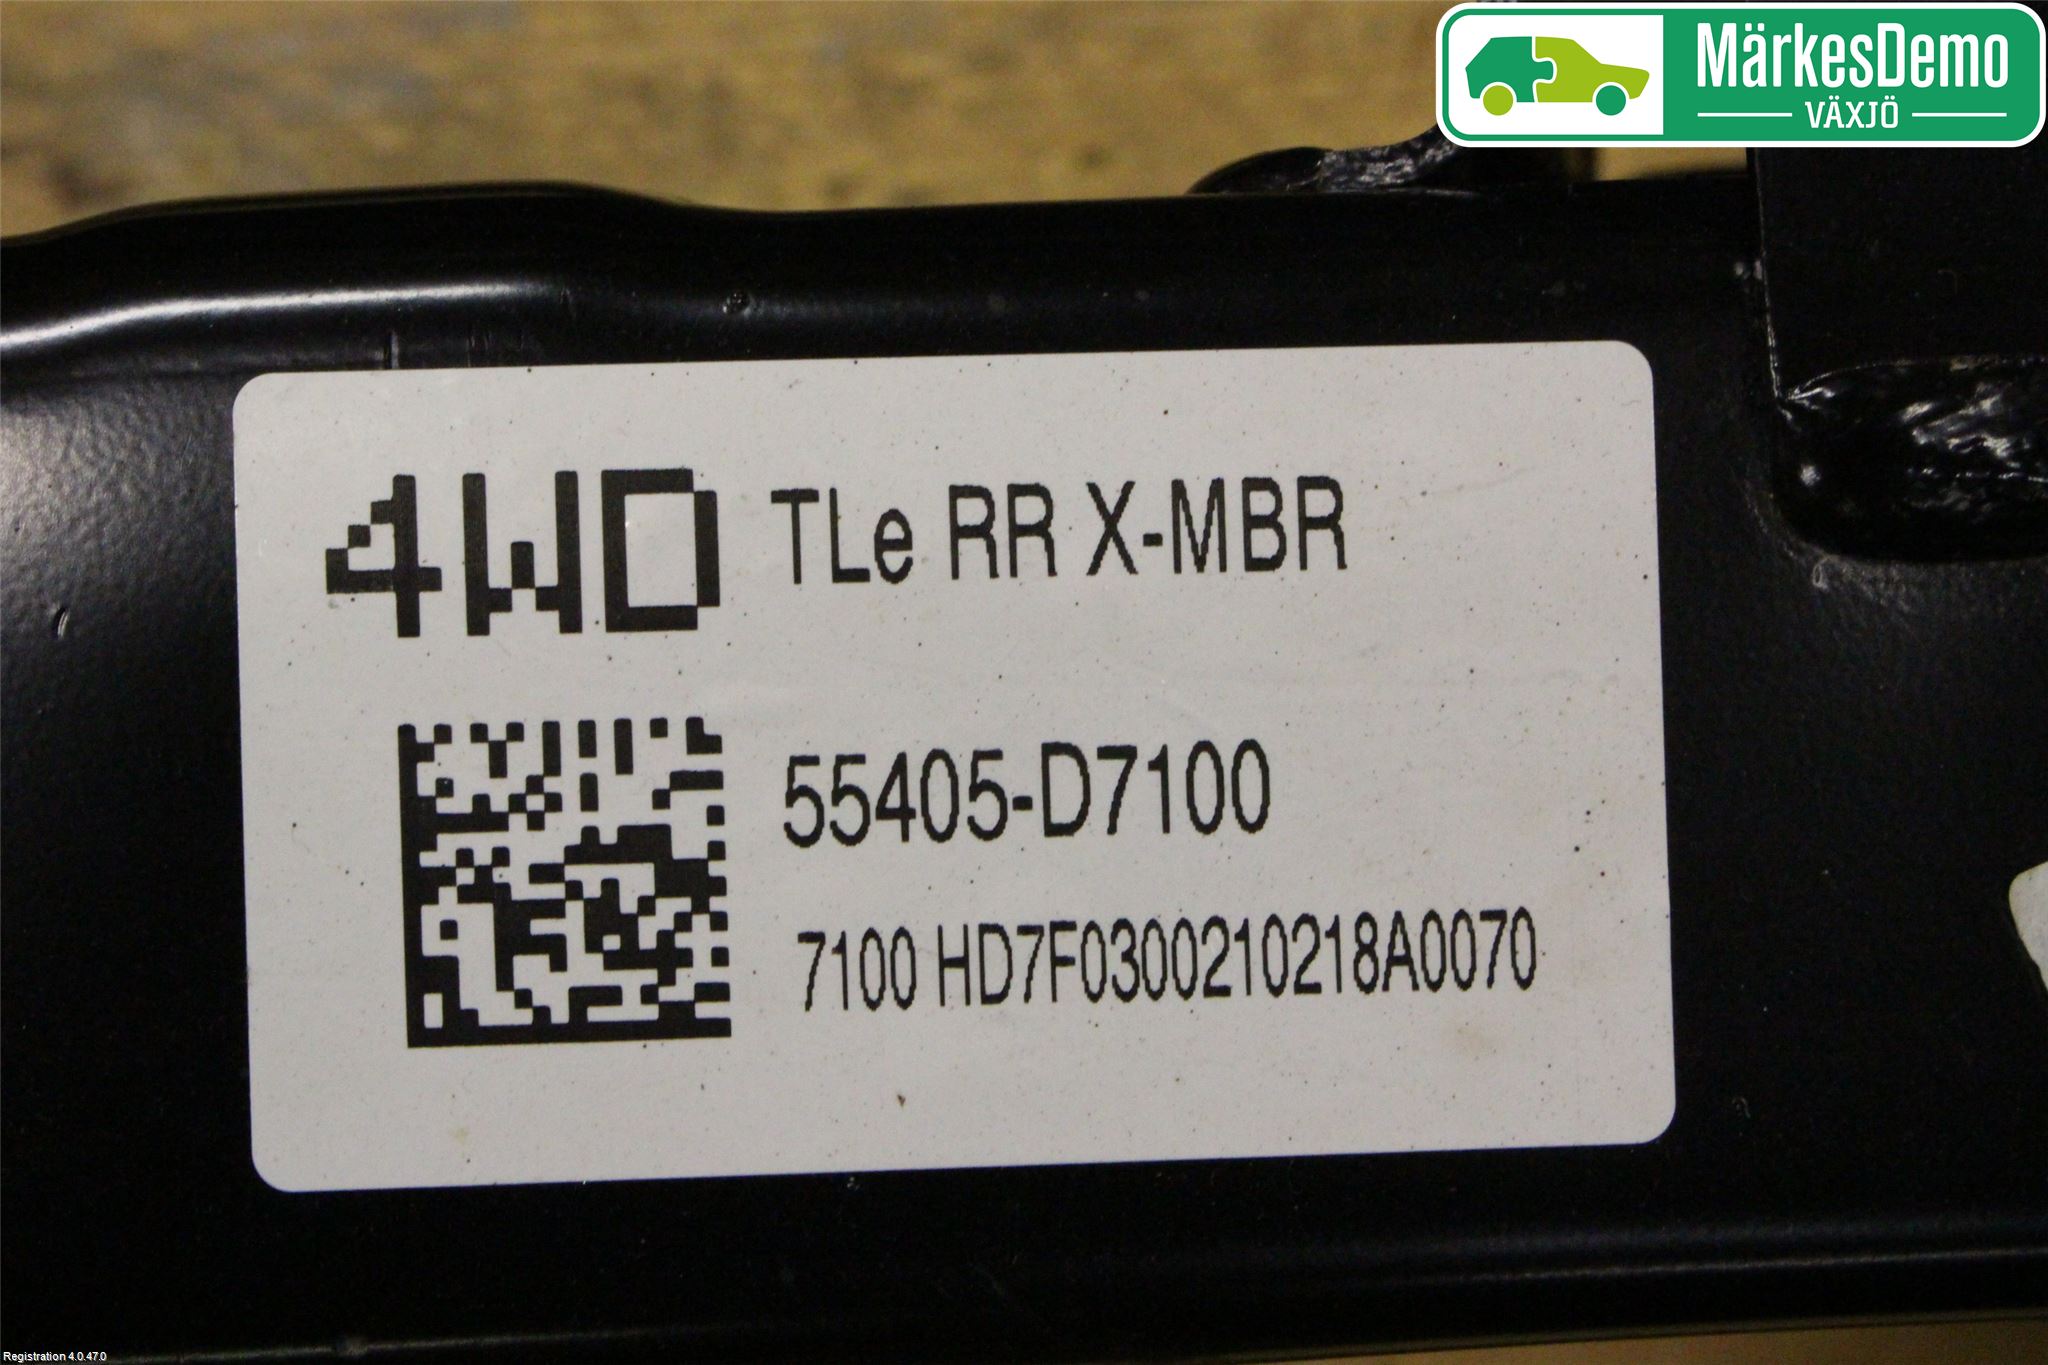 MärkesDemo
VÄXJÖ
4WD TLe RR X-MBR
55405-D7100
7100 HD7F0300210218A0070
Registration 4.0.47.0